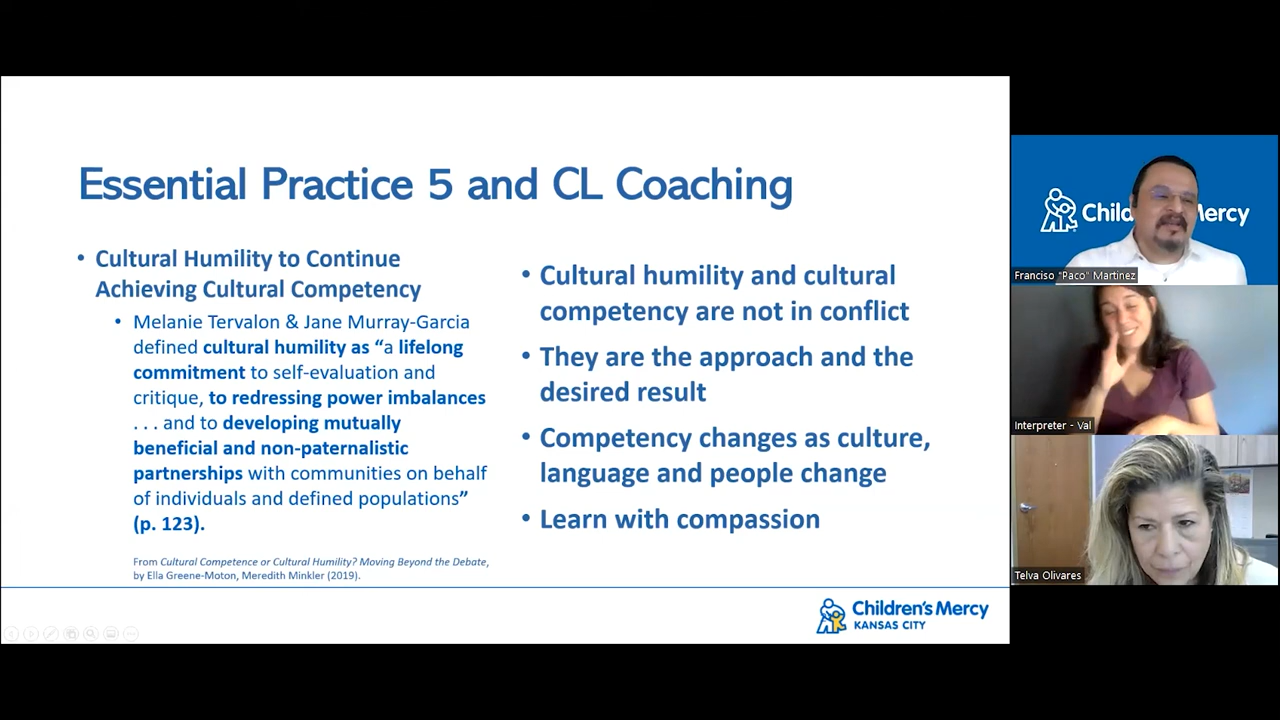 Essential Practice 5 and CL Coaching
• Cultural Humility to Continue
Achieving Cultural Competency
• Melanie Tervalon & Jane Murray-Garcia
defined cultural humility as “a lifelong
commitment to self-evaluation and
critique, to redressing power imbalances
. . . and to developing mutually
beneficial and non-paternalistic
partnerships with communities on behalf
of individuals and defined populations”
(p. 123).
From Cultural Competence or Cultural Humility? Moving Beyond the Debate,
by Ella Greene-Moton, Meredith Minkler (2019).
• Cultural humility and cultural
competency are not in conflict
• They are the approach and the
desired result
• Competency changes as culture,
language and people change
• Learn with compassion
Children's Mercy
KANSAS CITY
Mercy
Franciso "Paco" Martinez
Interpreter - Val
Telva Olivares